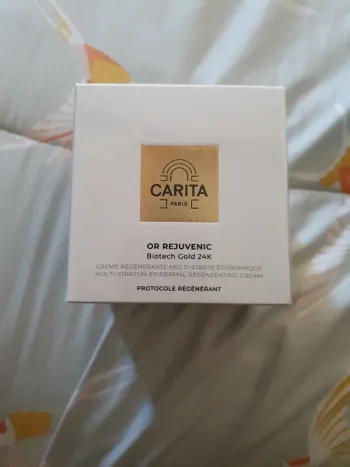 CARITA
PARIS
OR REJUVENIC
Biotech Gold 24K
CRÈME RÉGÉNÉRANTE MULTI-STRATE ÉPIDERMIQUE
MULTI-STRATUM EPIDERMAL REGENERATING CREAM
PROTOCOLE RÉGÉNÉRANT